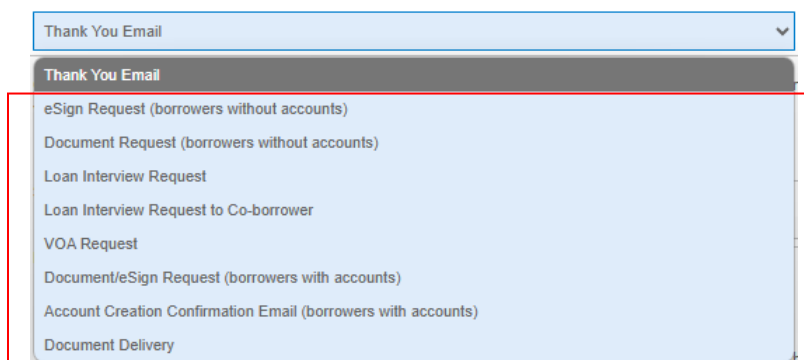 Thank You Email
Thank You Email
eSign Request (borrowers without accounts)
Document Request (borrowers without accounts)
Loan Interview Request
Loan Interview Request to Co-borrower
VOA Request
Document/eSign Request (borrowers with accounts)
Account Creation Confirmation Email (borrowers with accounts)
Document Delivery